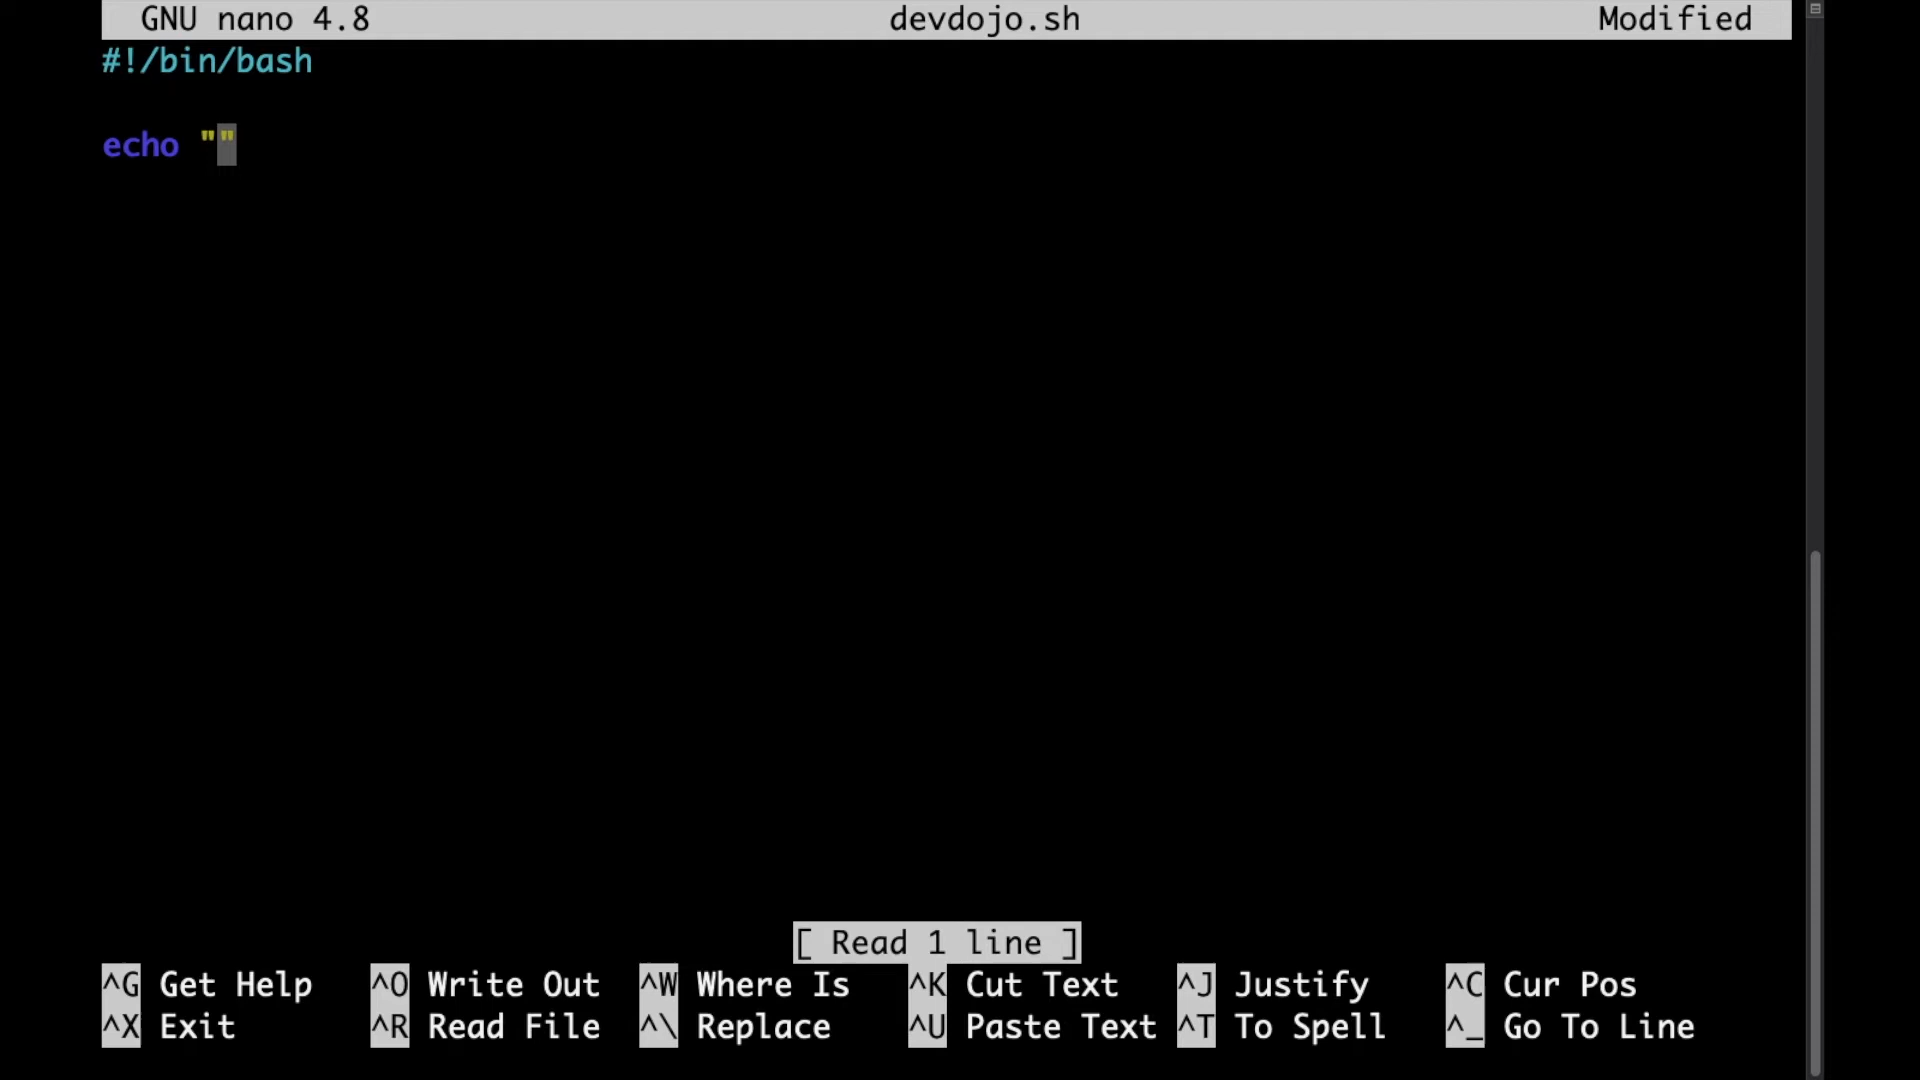 GNU nano 4.8 devdojo.sh Modified
#!/bin/bash
echo ""
[ Read 1 line ]
^G Get Help ^O Write Out ^W Where Is ^K Cut Text ^J Justify ^C Cur Pos
^X Exit ^R Read File ^\ Replace ^U Paste Text ^T To Spell ^_ Go To Line